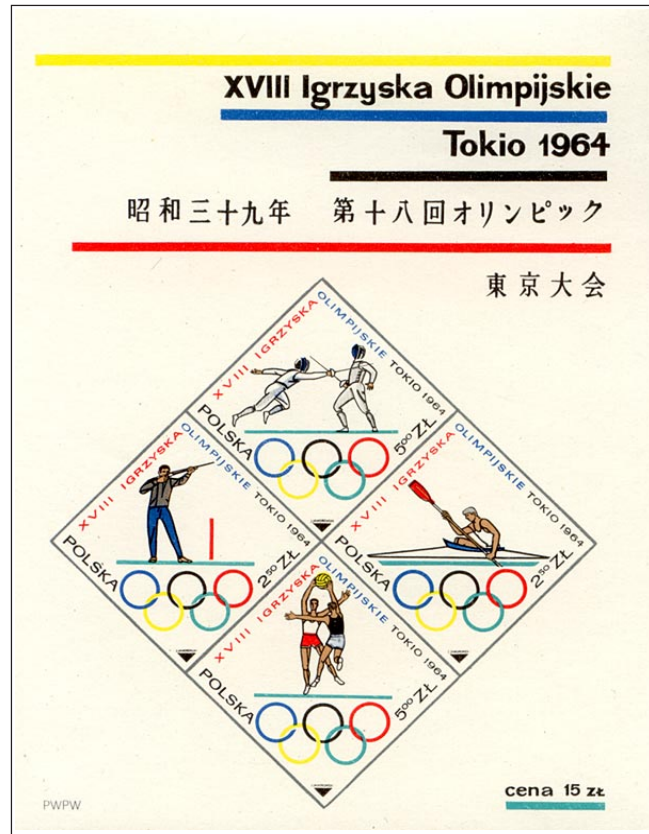 XVIII Igrzyska Olimpijskie
Tokio 1964
昭和三十九年 第十八回オリンピック
東京大会
XVIII IGRZYSKA OLIMPIJSKIE TOKIO 1964
POLSKA 5⁰⁰ ZŁ
XVIII IGRZYSKA OLIMPIJSKIE TOKIO 1964
POLSKA 2⁵⁰ ZŁ
XVIII IGRZYSKA OLIMPIJSKIE TOKIO 1964
POLSKA 2⁵⁰ ZŁ
XVIII IGRZYSKA OLIMPIJSKIE TOKIO 1964
POLSKA 5⁰⁰ ZŁ
cena 15 zł
PWPW